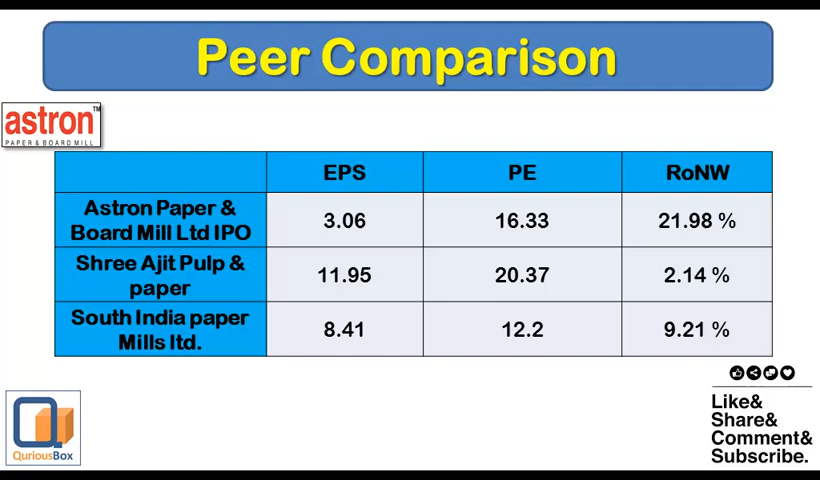 Peer Comparison
astron™
PAPER & BOARD MILL
EPS PE RoNW
Astron Paper &
Board Mill Ltd IPO 3.06 16.33 21.98 %
Shree Ajit Pulp &
paper 11.95 20.37 2.14 %
South India paper
Mills ltd. 8.41 12.2 9.21 %
QuriousBox
Like&
Share&
Comment&
Subscribe.